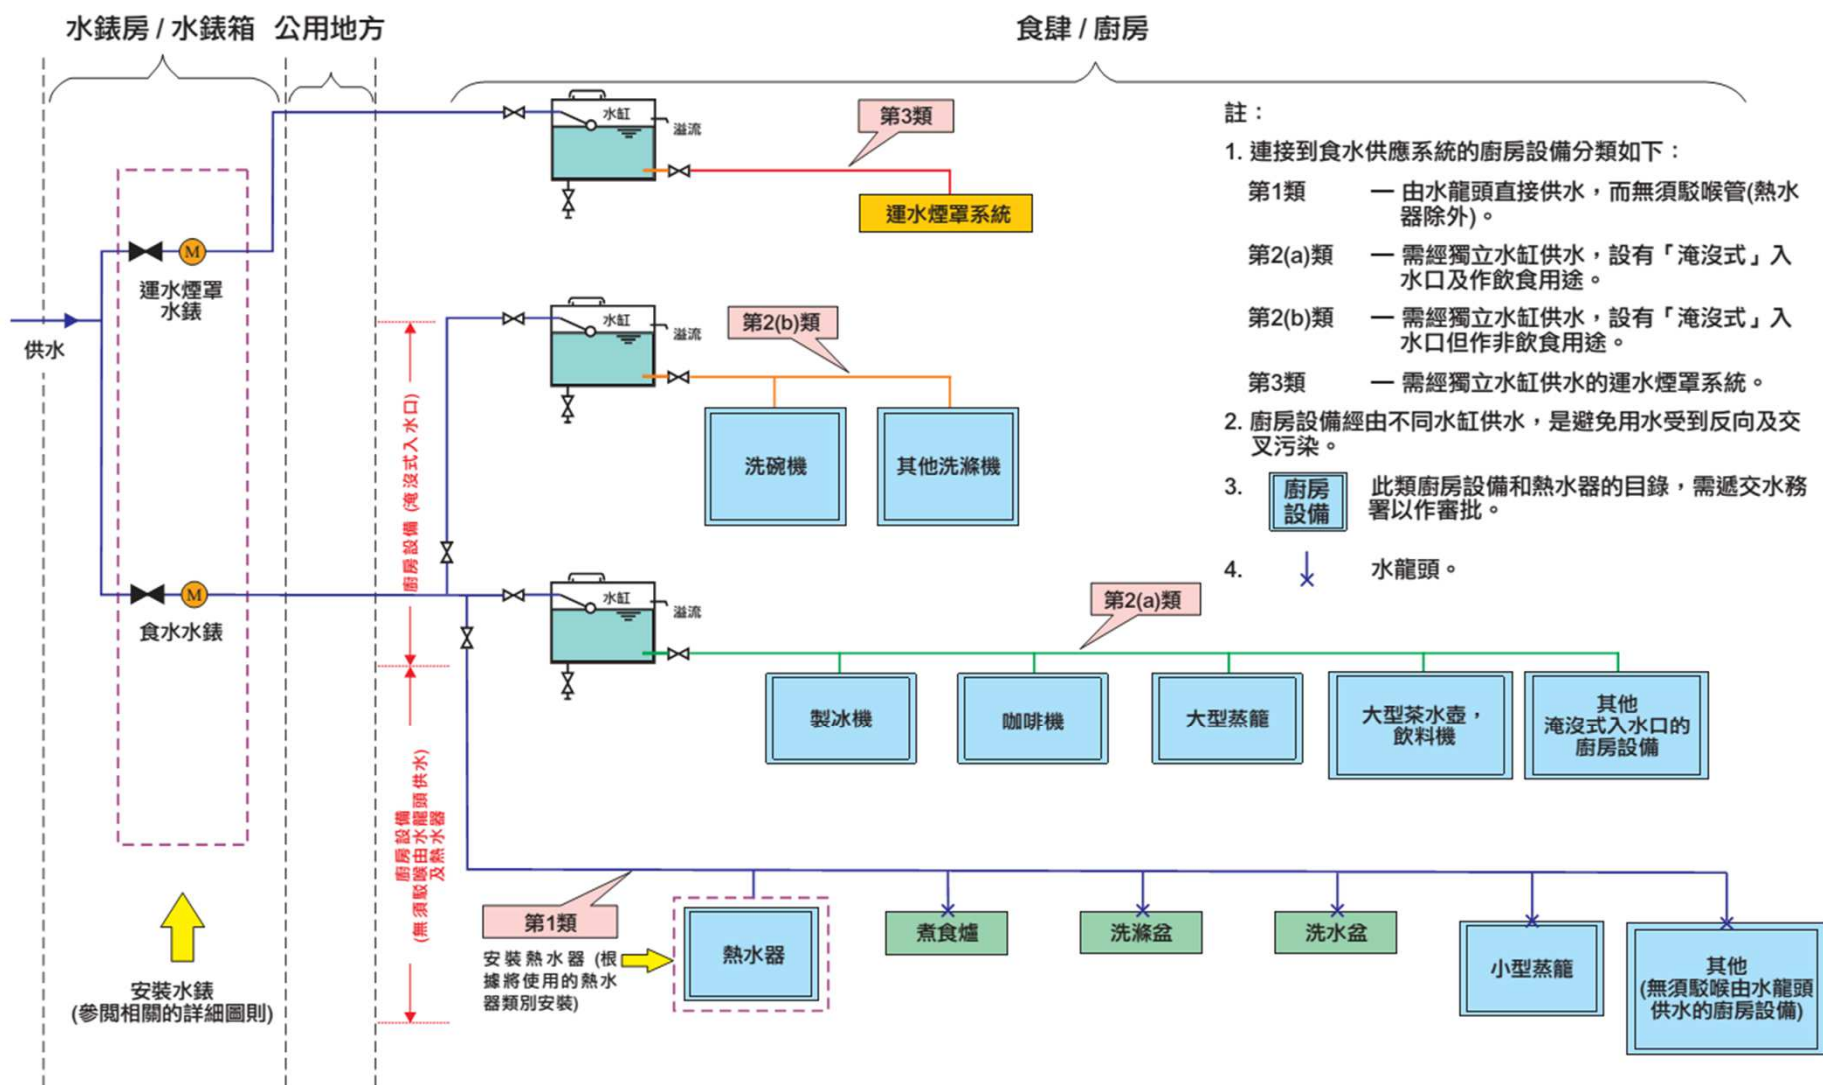 水錶房 / 水錶箱
公用地方
食肆 / 廚房
水缸
溢流
第3類
運水煙罩系統
M
運水煙罩
水錶
供水
水缸
溢流
第2(b)類
洗碗機
其他洗滌機
廚房設備 (淹沒式入水口)
M
食水水錶
水缸
溢流
第2(a)類
製冰機
咖啡機
大型蒸籠
大型茶水壺，
飲料機
其他
淹沒式入水口的
廚房設備
廚房設備
(無須駁喉由水龍頭供水)
及熱水器
第1類
安裝熱水器 (根
據將使用的熱水
器類別安裝)
熱水器
煮食爐
洗滌盆
洗水盆
小型蒸籠
其他
(無須駁喉由水龍頭
供水的廚房設備)
安裝水錶
(參閱相關的詳細圖則)
註：
1. 連接到食水供應系統的廚房設備分類如下：
第1類 — 由水龍頭直接供水，而無須駁喉管(熱水
器除外)。
第2(a)類 — 需經獨立水缸供水，設有「淹沒式」入
水口及作飲食用途。
第2(b)類 — 需經獨立水缸供水，設有「淹沒式」入
水口但作非飲食用途。
第3類 — 需經獨立水缸供水的運水煙罩系統。
2. 廚房設備經由不同水缸供水，是避免用水受到反向及交
叉污染。
3. 廚房
設備
此類廚房設備和熱水器的目錄，需遞交水務
署以作審批。
4. 水龍頭。